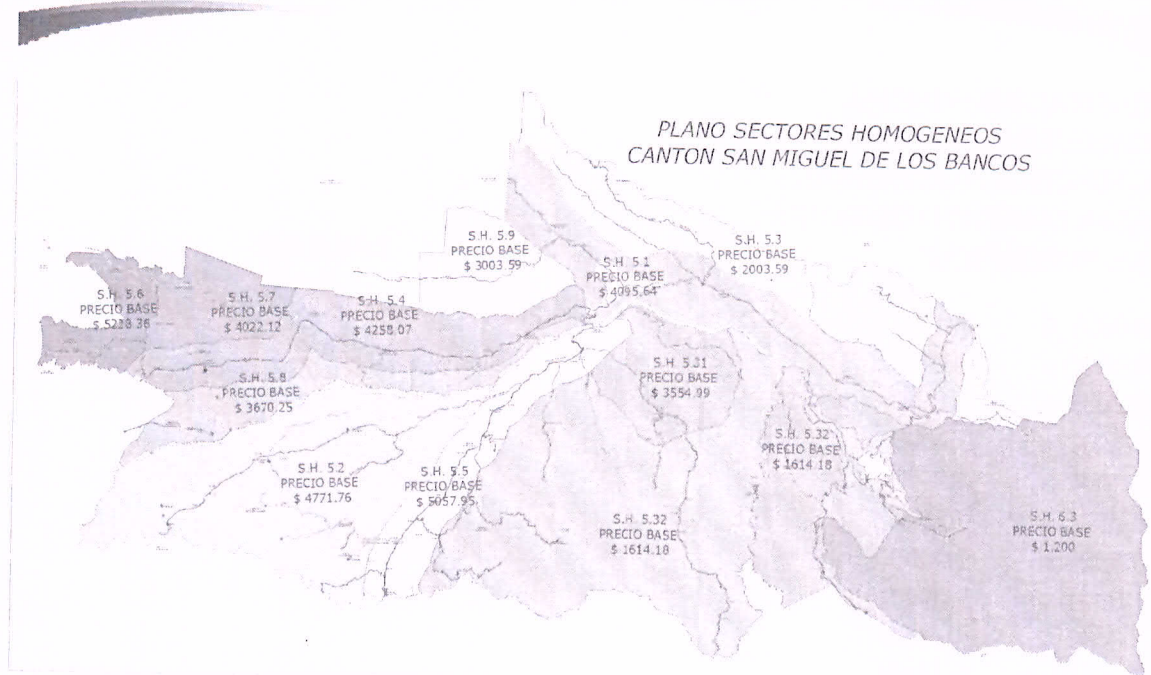 PLANO SECTORES HOMOGENEOS
CANTON SAN MIGUEL DE LOS BANCOS
S.H. 5.9
PRECIO BASE
$ 3003.59
S.H. 5.3
PRECIO BASE
$ 2003.59
S.H. 5.1
PRECIO BASE
$ 4095.64
S.H. 5.6
PRECIO BASE
$ 5228.36
S.H. 5.7
PRECIO BASE
$ 4022.12
S.H. 5.4
PRECIO BASE
$ 4258.07
S.H. 5.8
PRECIO BASE
$ 3670.25
S.H. 5.31
PRECIO BASE
$ 3554.99
S.H. 5.32
PRECIO BASE
$ 1614.18
S.H. 5.2
PRECIO BASE
$ 4771.76
S.H. 5.5
PRECIO BASE
$ 5057.95
S.H. 5.32
PRECIO BASE
$ 1614.18
S.H. 6.3
PRECIO BASE
$ 1.200